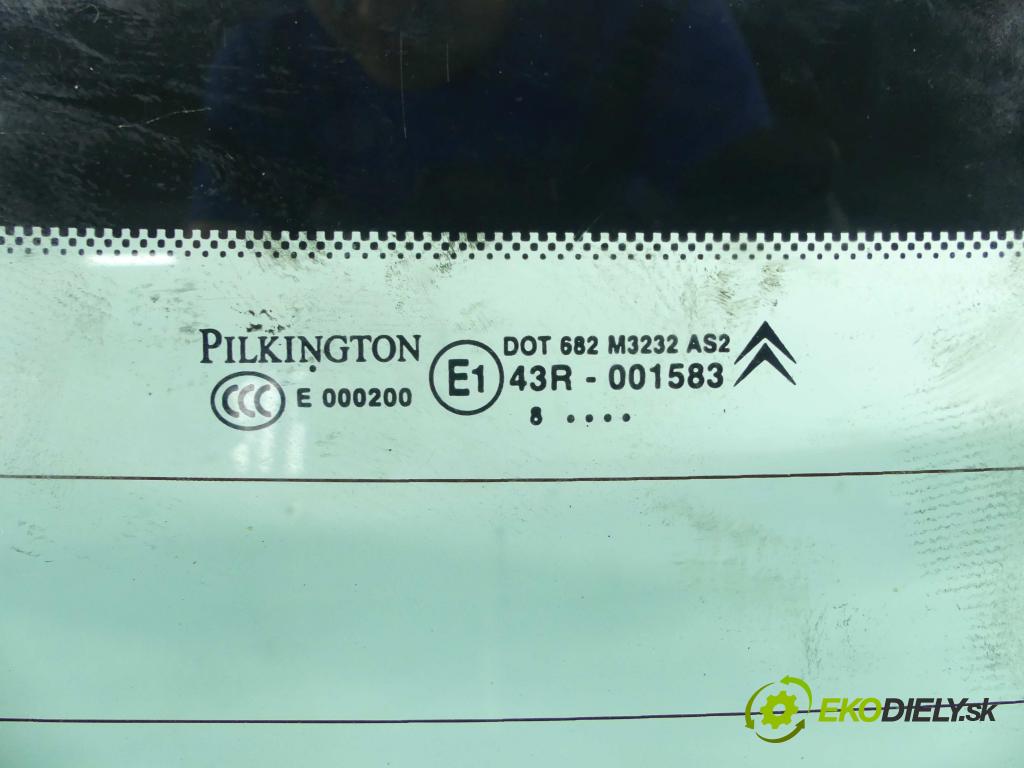 PILKINGTON
CCC E 000200
E1
DOT 682 M3232 AS2
43R - 001583
8 ....
EKODIELY.sk